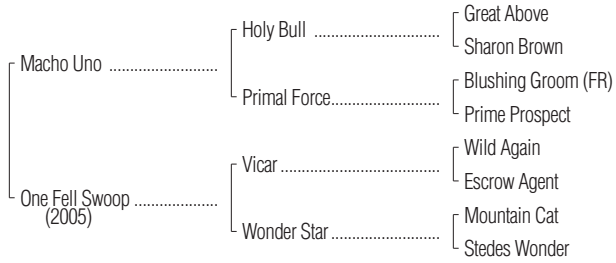 Great Above
Holy Bull ....................................
Sharon Brown
Macho Uno ................................
Blushing Groom (FR)
Primal Force................................
Prime Prospect
Wild Again
Vicar ..............................................
Escrow Agent
One Fell Swoop ........................
(2005)
Mountain Cat
Wonder Star ................................
Stedes Wonder